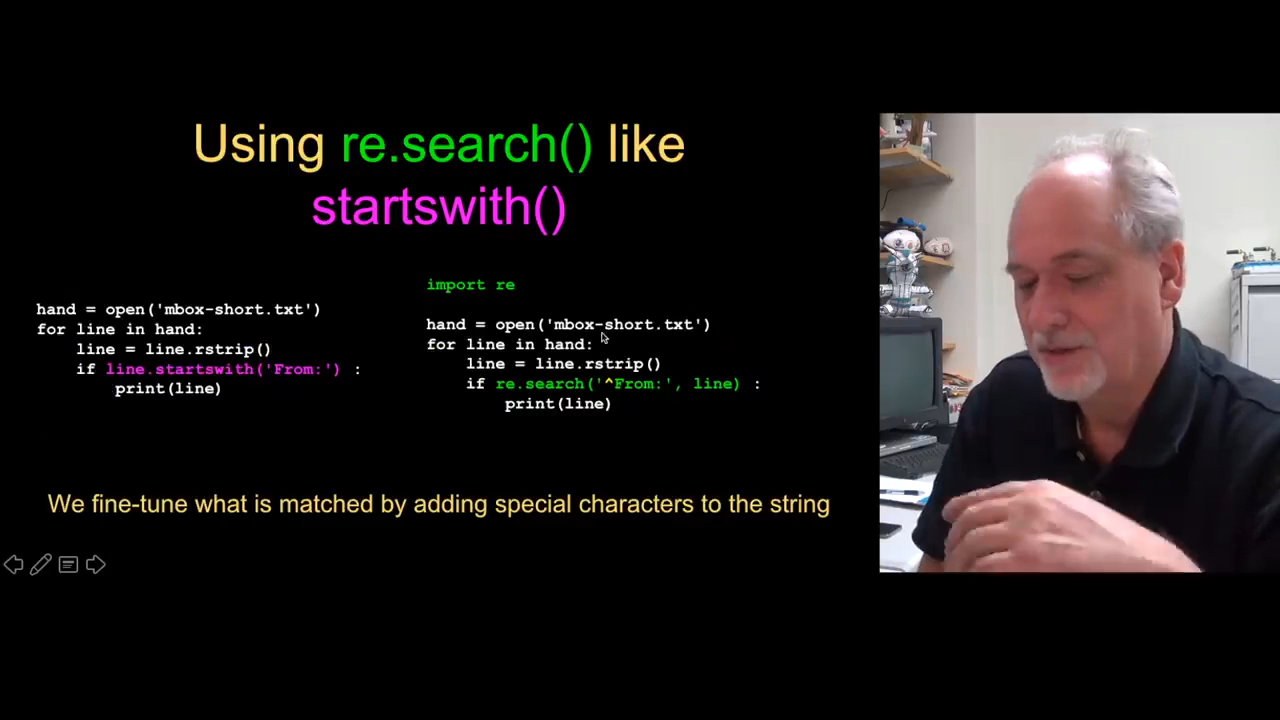 Using re.search() like
startswith()
hand = open('mbox-short.txt')
for line in hand:
    line = line.rstrip()
    if line.startswith('From:') :
        print(line)
import re
hand = open('mbox-short.txt')
for line in hand:
    line = line.rstrip()
    if re.search('^From:', line) :
        print(line)
We fine-tune what is matched by adding special characters to the string